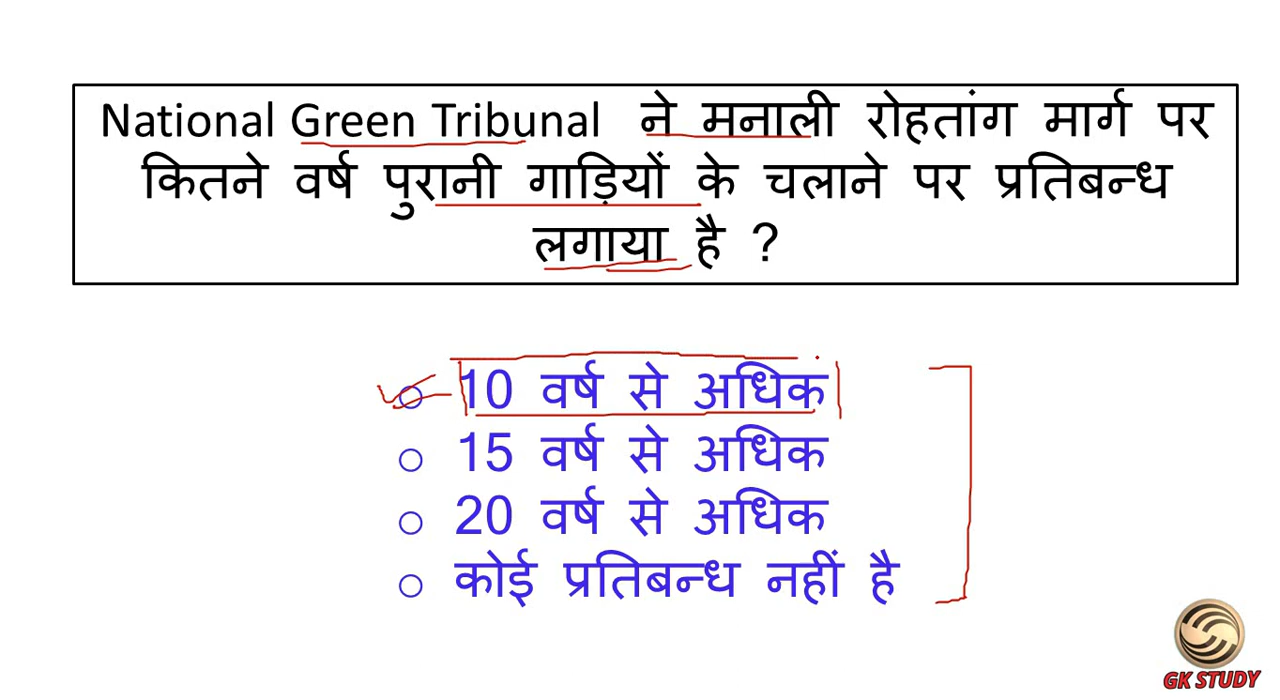 National Green Tribunal ने मनाली रोहतांग मार्ग पर
कितने वर्ष पुरानी गाड़ियों के चलाने पर प्रतिबन्ध
लगाया है ?
10 वर्ष से अधिक
15 वर्ष से अधिक
20 वर्ष से अधिक
कोई प्रतिबन्ध नहीं है
GK STUDY